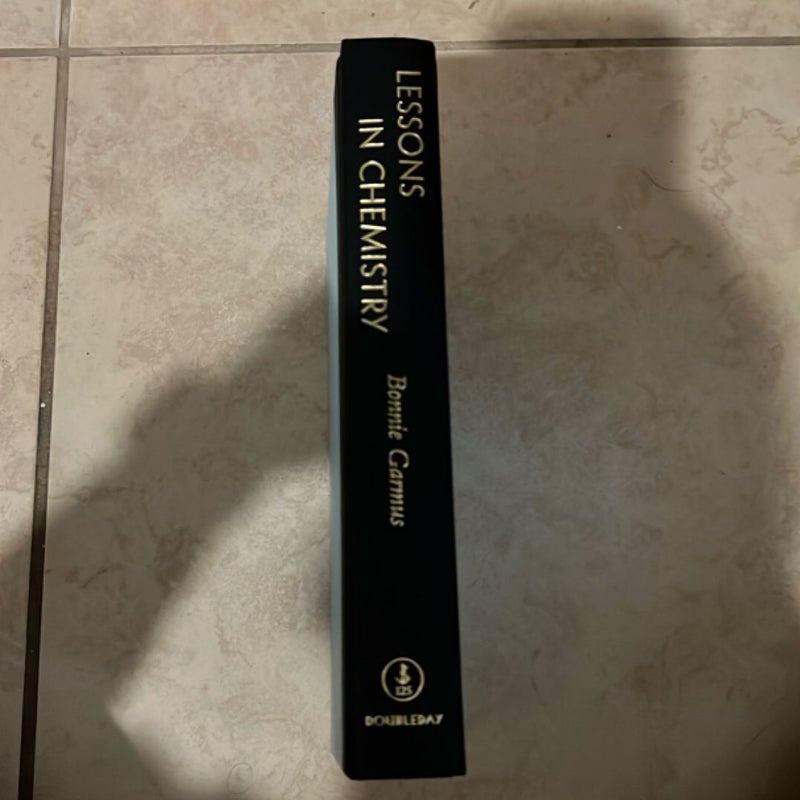 LESSONS
IN CHEMISTRY
Bonnie Garmus
125
DOUBLEDAY